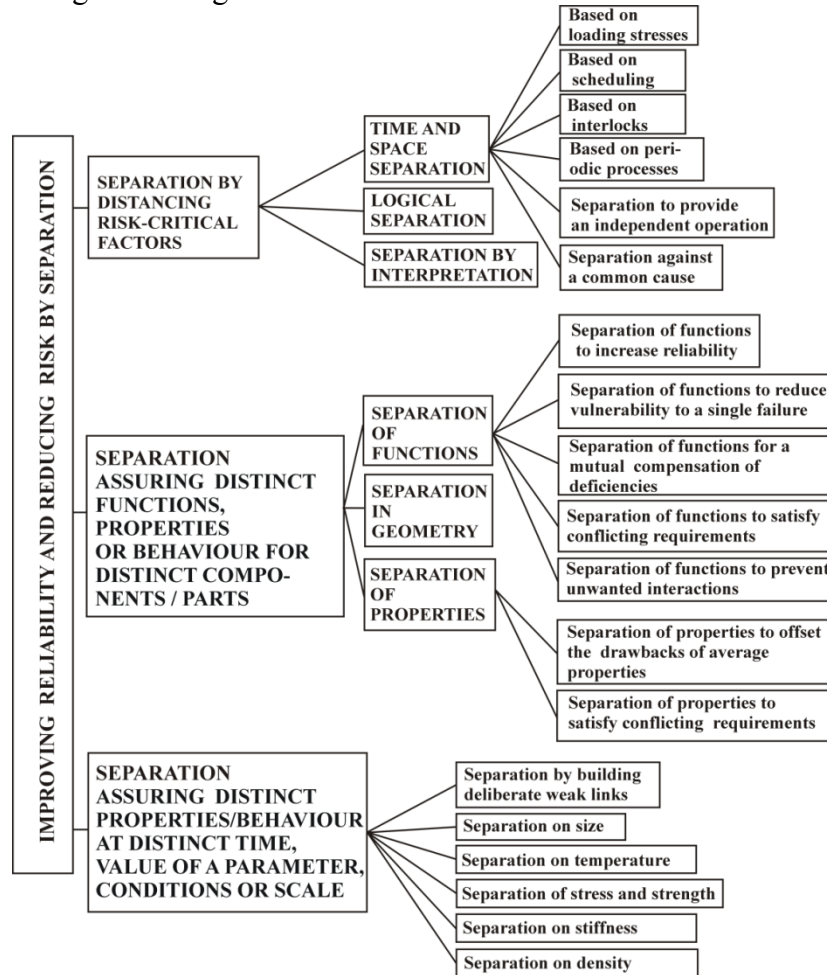 IMPROVING RELIABILITY AND REDUCING RISK BY SEPARATION
SEPARATION BY
DISTANCING
RISK-CRITICAL
FACTORS
TIME AND
SPACE
SEPARATION
LOGICAL
SEPARATION
SEPARATION BY
INTERPRETATION
Based on
loading stresses
Based on
scheduling
Based on
interlocks
Based on peri-
odic processes
Separation to provide
an independent operation
Separation against
a common cause
SEPARATION
ASSURING DISTINCT
FUNCTIONS,
PROPERTIES
OR BEHAVIOUR FOR
DISTINCT COMPO-
NENTS / PARTS
SEPARATION
OF
FUNCTIONS
SEPARATION
IN
GEOMETRY
SEPARATION
OF
PROPERTIES
Separation of functions
to increase reliability
Separation of functions to reduce
vulnerability to a single failure
Separation of functions for a
mutual compensation of
deficiencies
Separation of functions to satisfy
conflicting requirements
Separation of functions to prevent
unwanted interactions
Separation of properties to offset
the drawbacks of average
properties
Separation of properties to
satisfy conflicting requirements
SEPARATION
ASSURING DISTINCT
PROPERTIES/BEHAVIOUR
AT DISTINCT TIME,
VALUE OF A PARAMETER,
CONDITIONS OR SCALE
Separation by building
deliberate weak links
Separation on size
Separation on temperature
Separation of stress and strength
Separation on stiffness
Separation on density